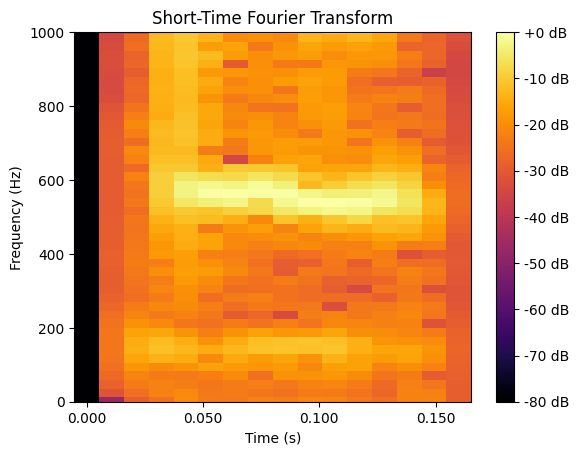 Short-Time Fourier Transform
Frequency (Hz)
1000
800
600
400
200
0
0.000 0.050 0.100 0.150
Time (s)
+0 dB
-10 dB
-20 dB
-30 dB
-40 dB
-50 dB
-60 dB
-70 dB
-80 dB